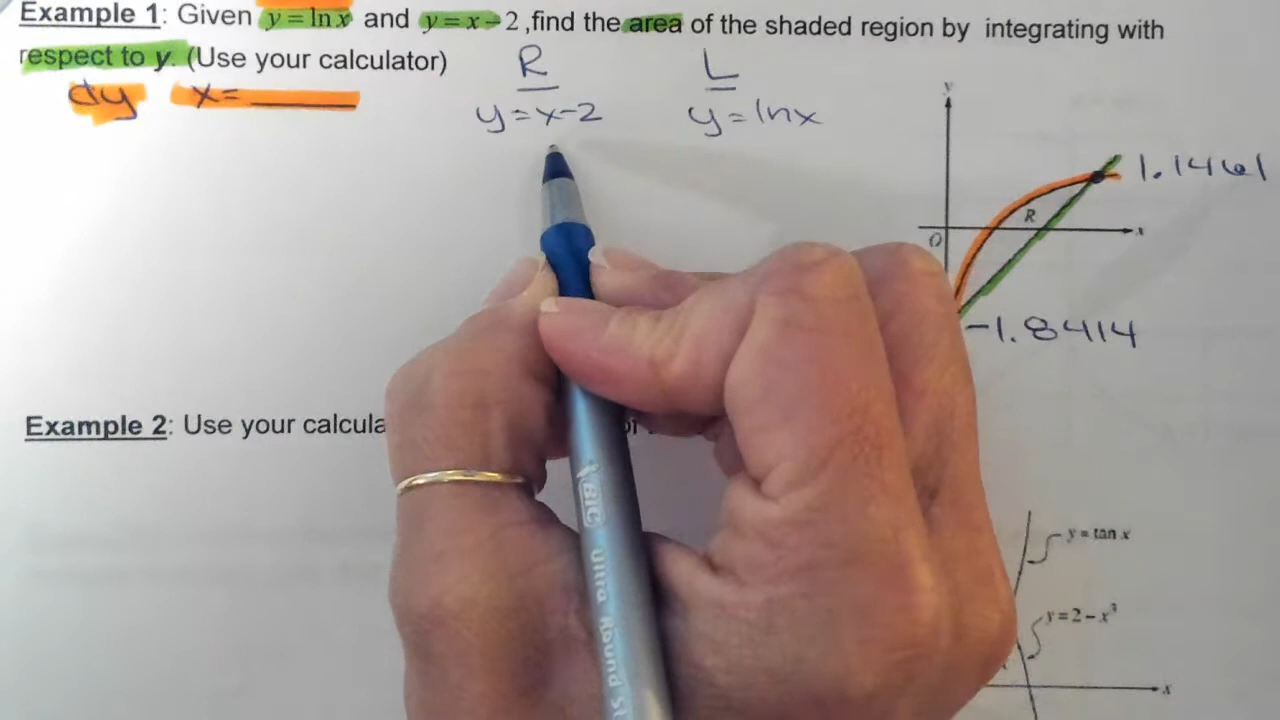 Example 1: Given y = ln x and y = x – 2 ,find the area of the shaded region by integrating with
respect to y. (Use your calculator)
dy x = ______
R
y = x-2
L
y = lnx
y
1.1461
R
O
x
-1.8414
Example 2: Use your calcula
BIC Ultra Round St
y = tan x
y = 2 – x³
x